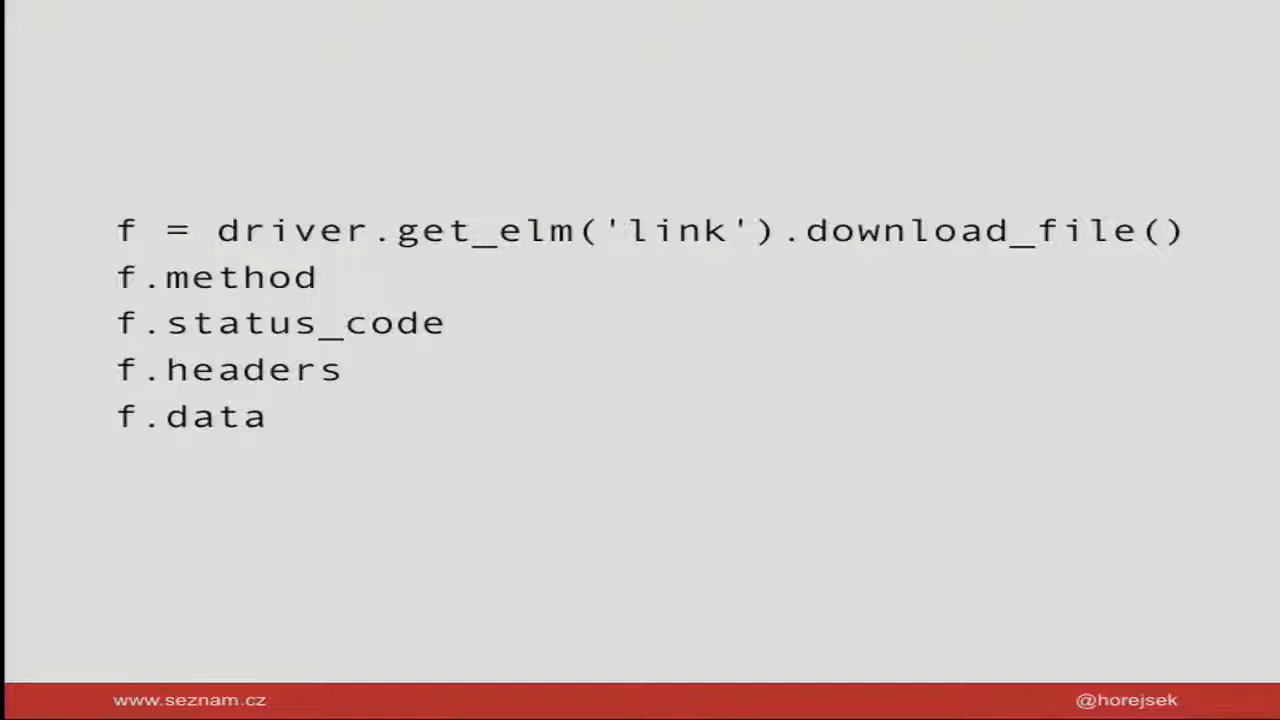 f = driver.get_elm('link').download_file()
f.method
f.status_code
f.headers
f.data
www.seznam.cz
@horejsek